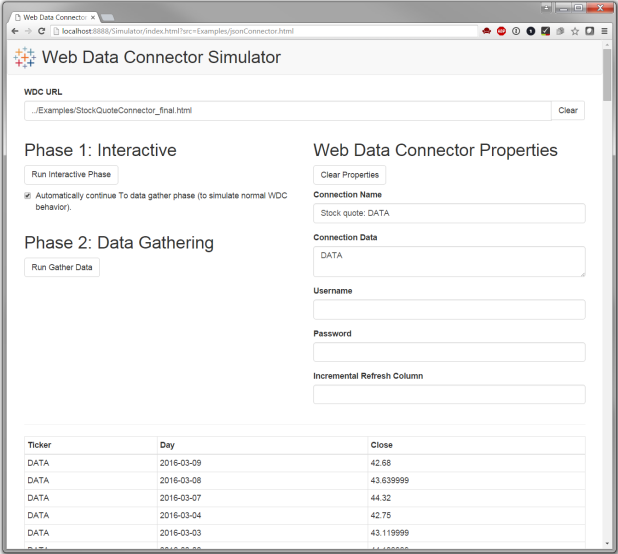 Web Data Connector
localhost:8888/Simulator/index.html?src=Examples/jsonConnector.html
Web Data Connector Simulator
WDC URL
../Examples/StockQuoteConnector_final.html
Clear
Phase 1: Interactive
Run Interactive Phase
Automatically continue To data gather phase (to simulate normal WDC
behavior).
Phase 2: Data Gathering
Run Gather Data
Web Data Connector Properties
Clear Properties
Connection Name
Stock quote: DATA
Connection Data
DATA
Username
Password
Incremental Refresh Column
Ticker Day Close
DATA 2016-03-09 42.68
DATA 2016-03-08 43.639999
DATA 2016-03-07 44.32
DATA 2016-03-04 42.75
DATA 2016-03-03 43.119999